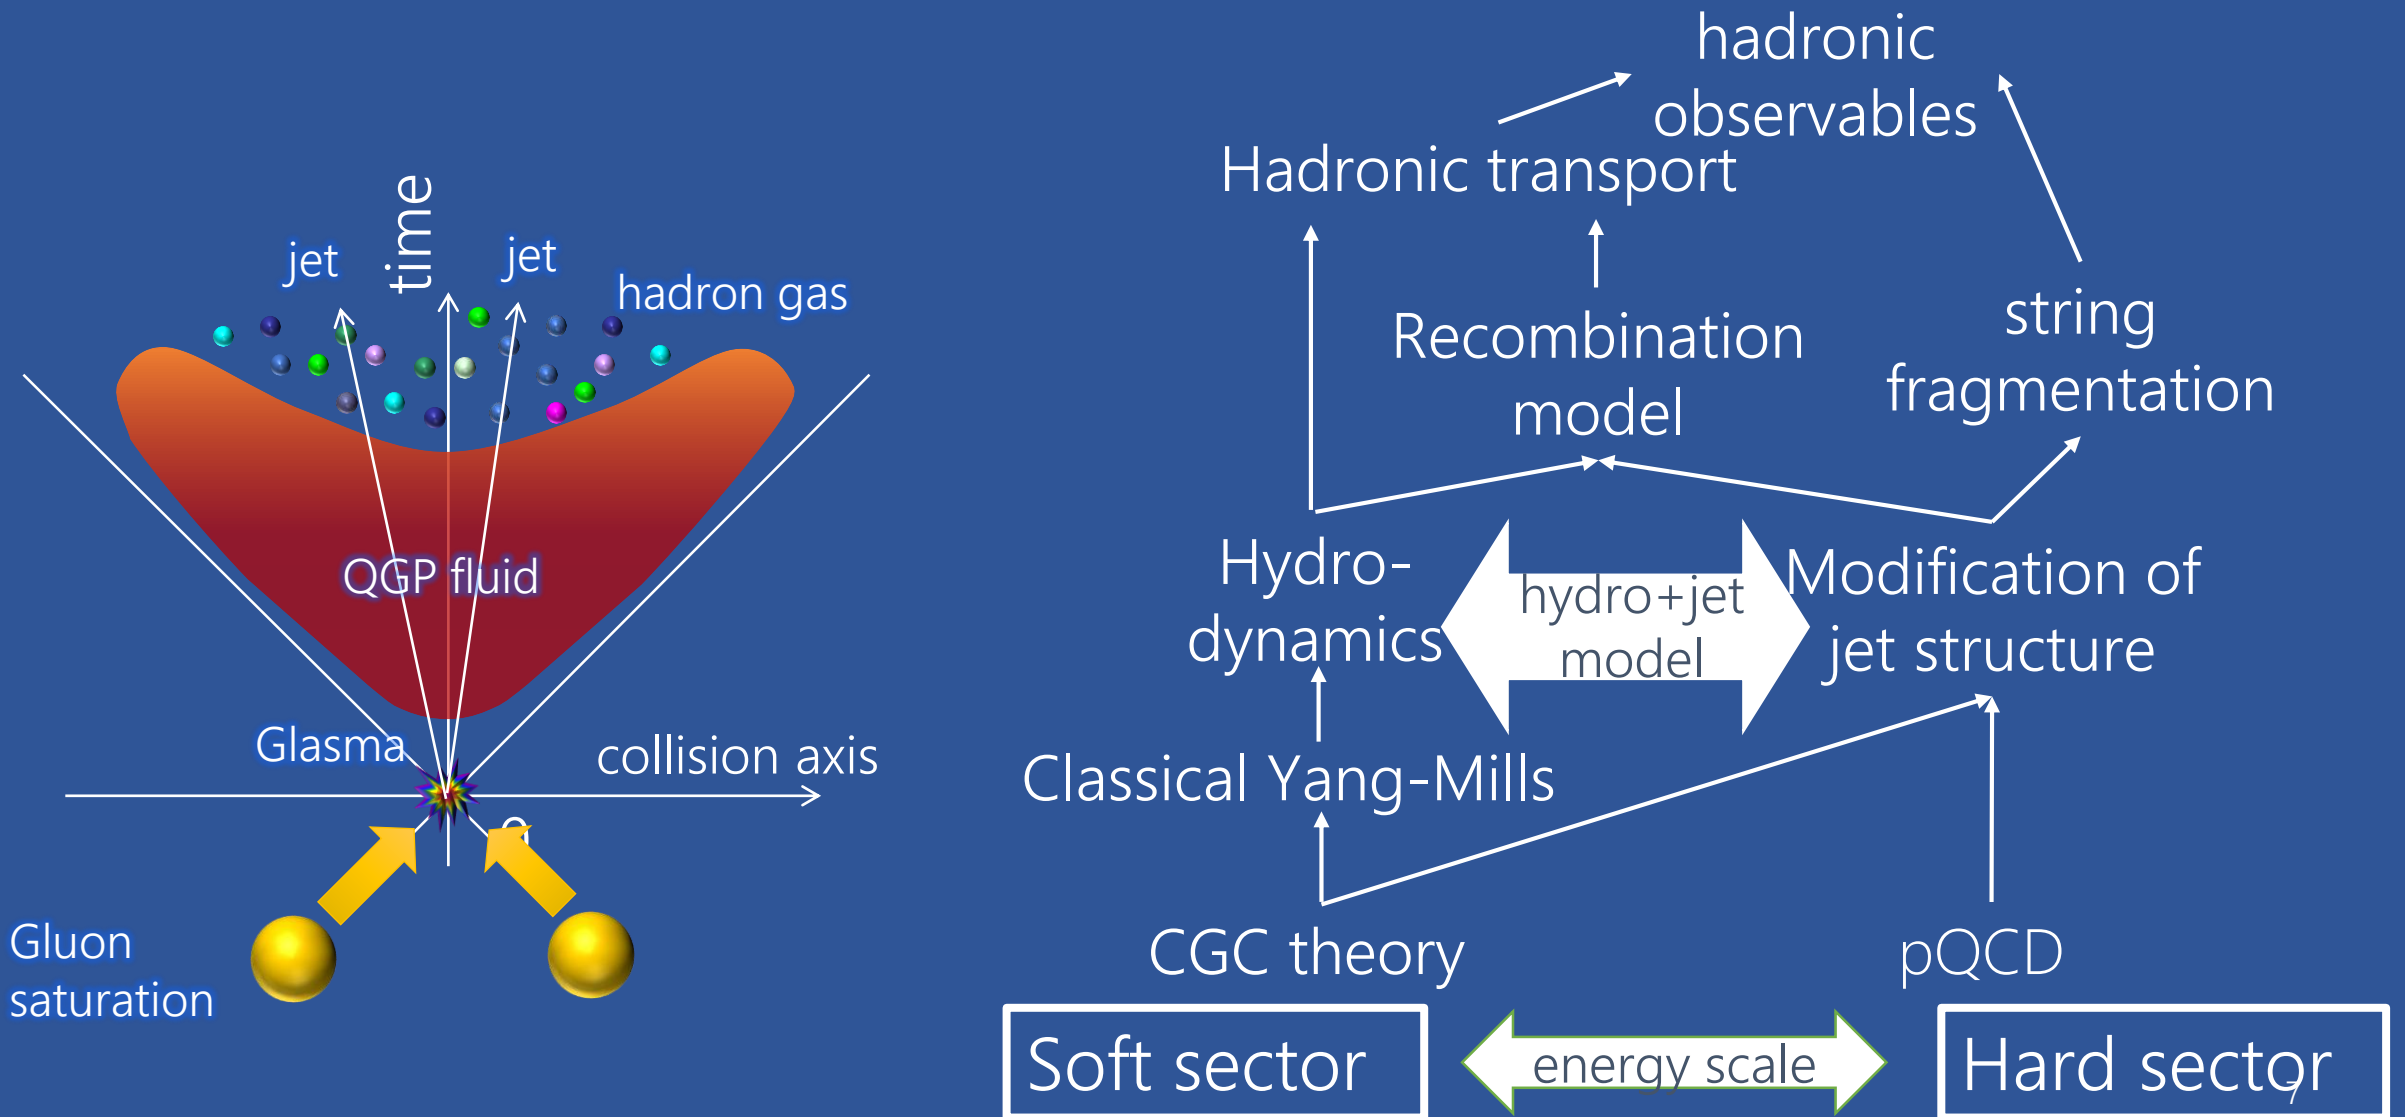 time
jet
jet
hadron gas
QGP fluid
Glasma
collision axis
0
Gluon
saturation
hadronic
observables
Hadronic transport
Recombination
model
string
fragmentation
Hydro-
dynamics
hydro+jet
model
Modification of
jet structure
Classical Yang-Mills
CGC theory
pQCD
Soft sector
energy scale
Hard sector
7